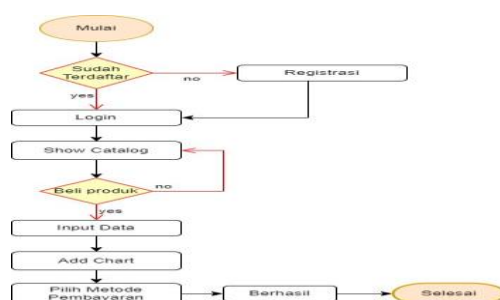 Mulai
Sudah
Terdaftar
no
Registrasi
yes
Login
Show Catalog
Beli produk
no
yes
Input Data
Add Chart
Pilih Metode
Pembayaran
Berhasil
Selesai